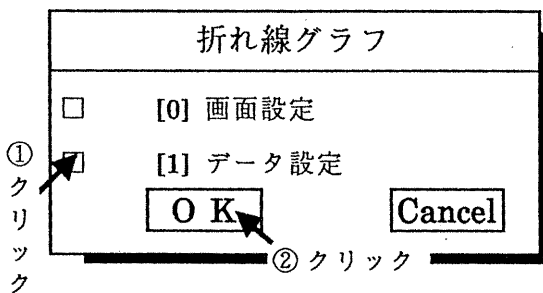 折れ線グラフ
□ [0] 画面設定
□ [1] データ設定
①クリック
O K
Cancel
②クリック